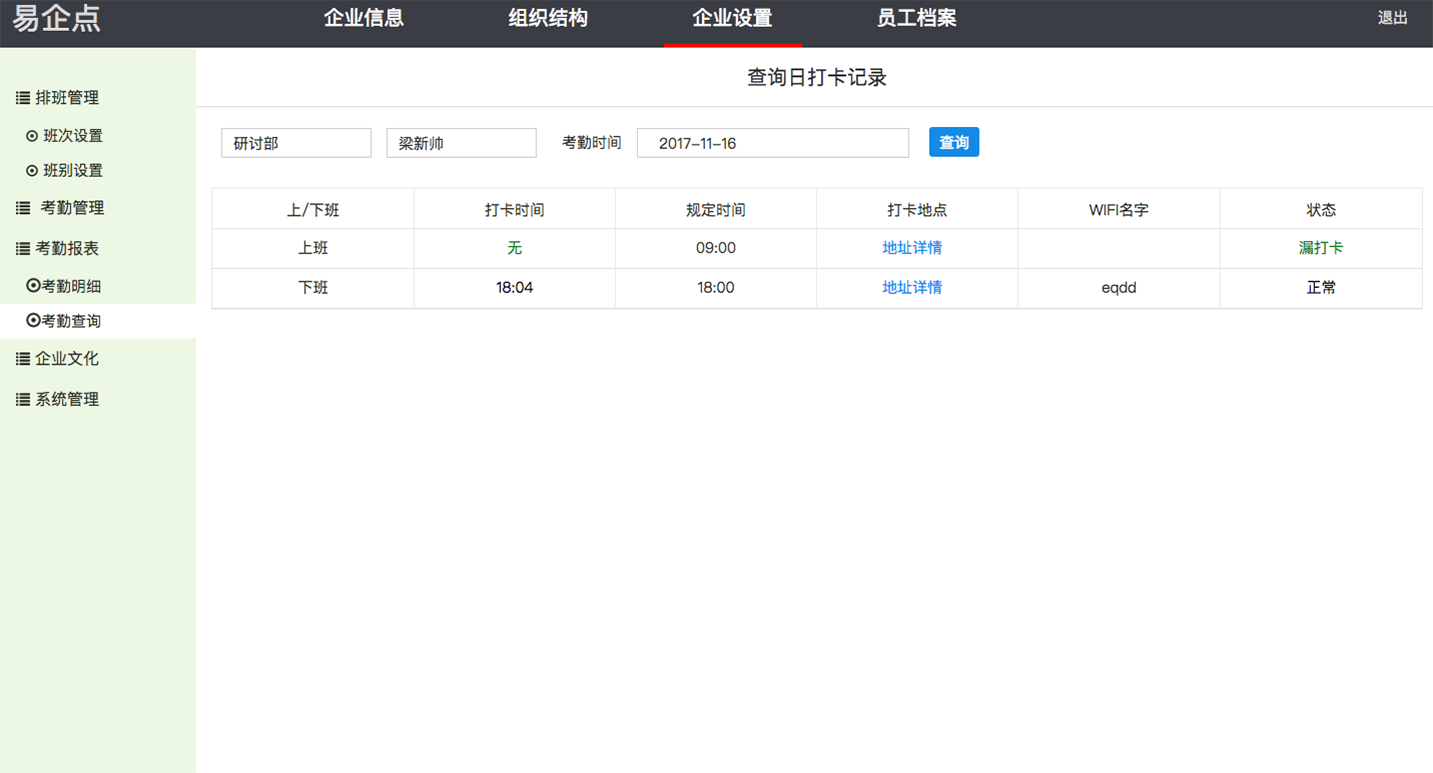 易企点 企业信息 组织结构 企业设置 员工档案 退出
查询日打卡记录
排班管理
班次设置
班别设置
考勤管理
考勤报表
考勤明细
考勤查询
企业文化
系统管理
研讨部 梁新帅 考勤时间 2017-11-16 查询
上/下班 打卡时间 规定时间 打卡地点 WIFI名字 状态
上班 无 09:00 地址详情 漏打卡
下班 18:04 18:00 地址详情 eqdd 正常